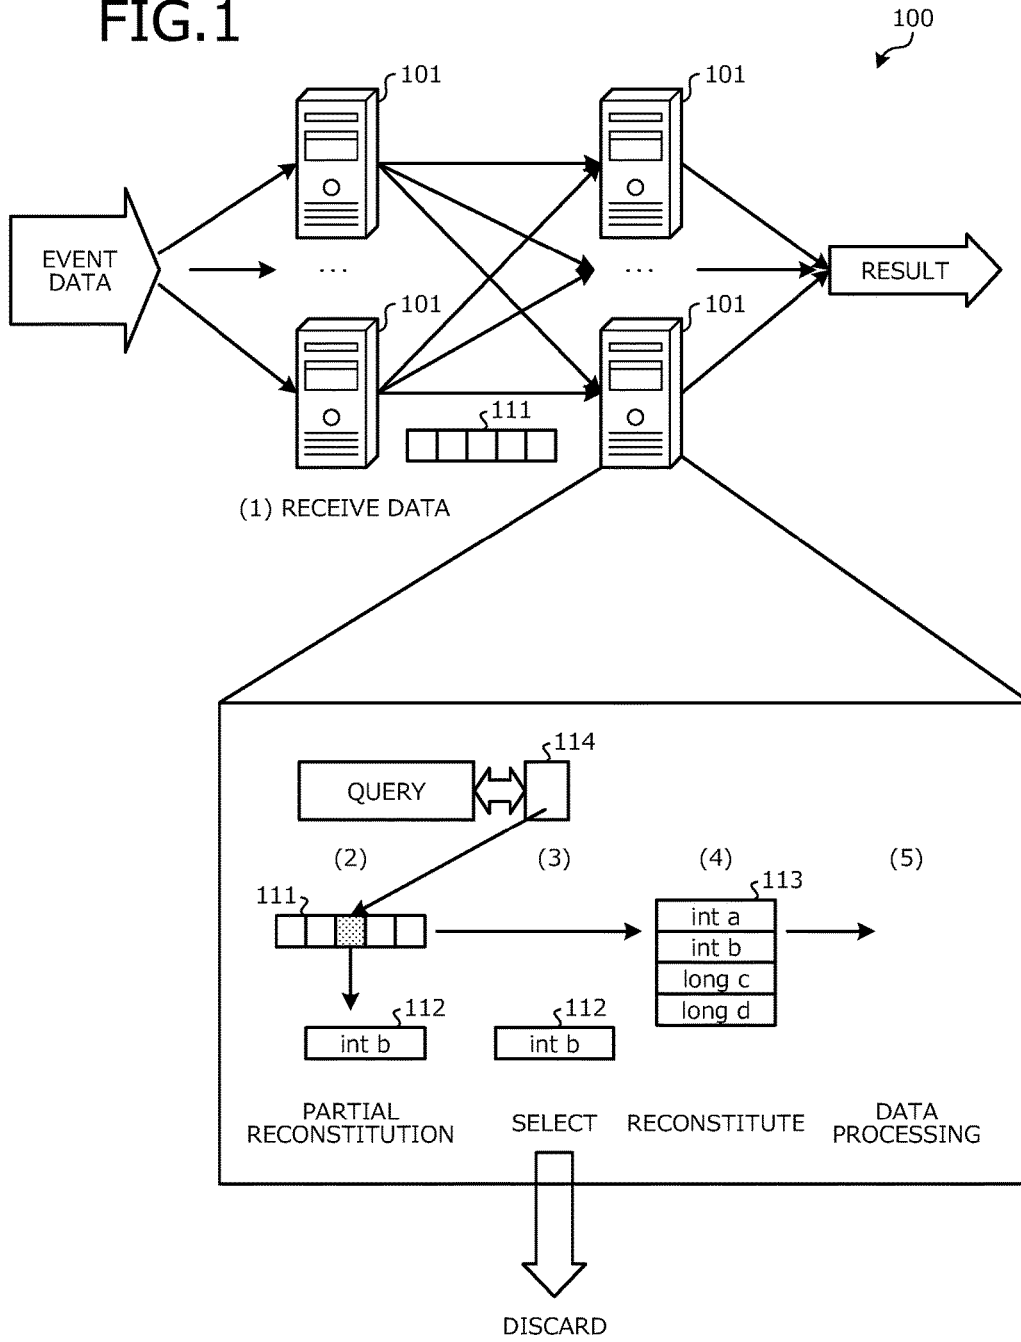 FIG.1
100
101
101
EVENT
DATA
...
...
RESULT
101
101
111
(1) RECEIVE DATA
114
QUERY
(2)
(3)
(4)
(5)
111
113
int a
int b
long c
long d
112
112
int b
int b
PARTIAL
RECONSTITUTION
SELECT
RECONSTITUTE
DATA
PROCESSING
DISCARD